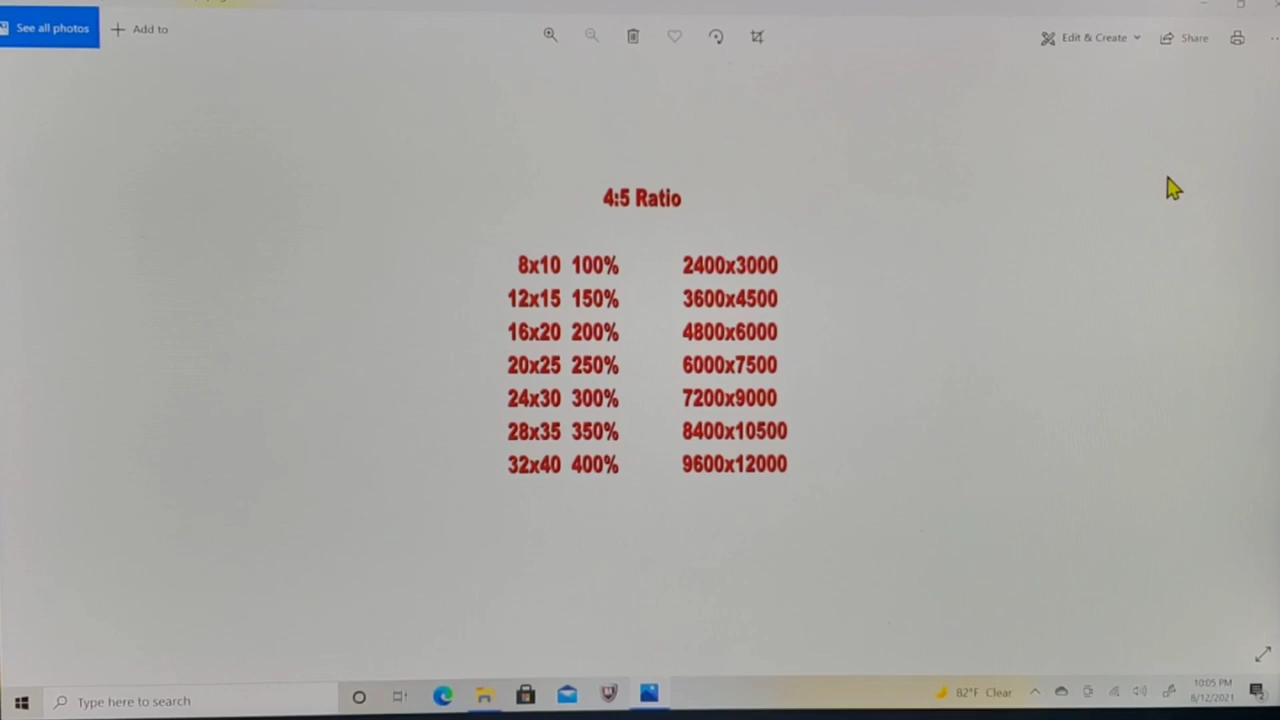 See all photos
Add to
Edit & Create
Share
4:5 Ratio
8x10 100% 2400x3000
12x15 150% 3600x4500
16x20 200% 4800x6000
20x25 250% 6000x7500
24x30 300% 7200x9000
28x35 350% 8400x10500
32x40 400% 9600x12000
Type here to search
82°F Clear
10:05 PM
8/12/2021
2